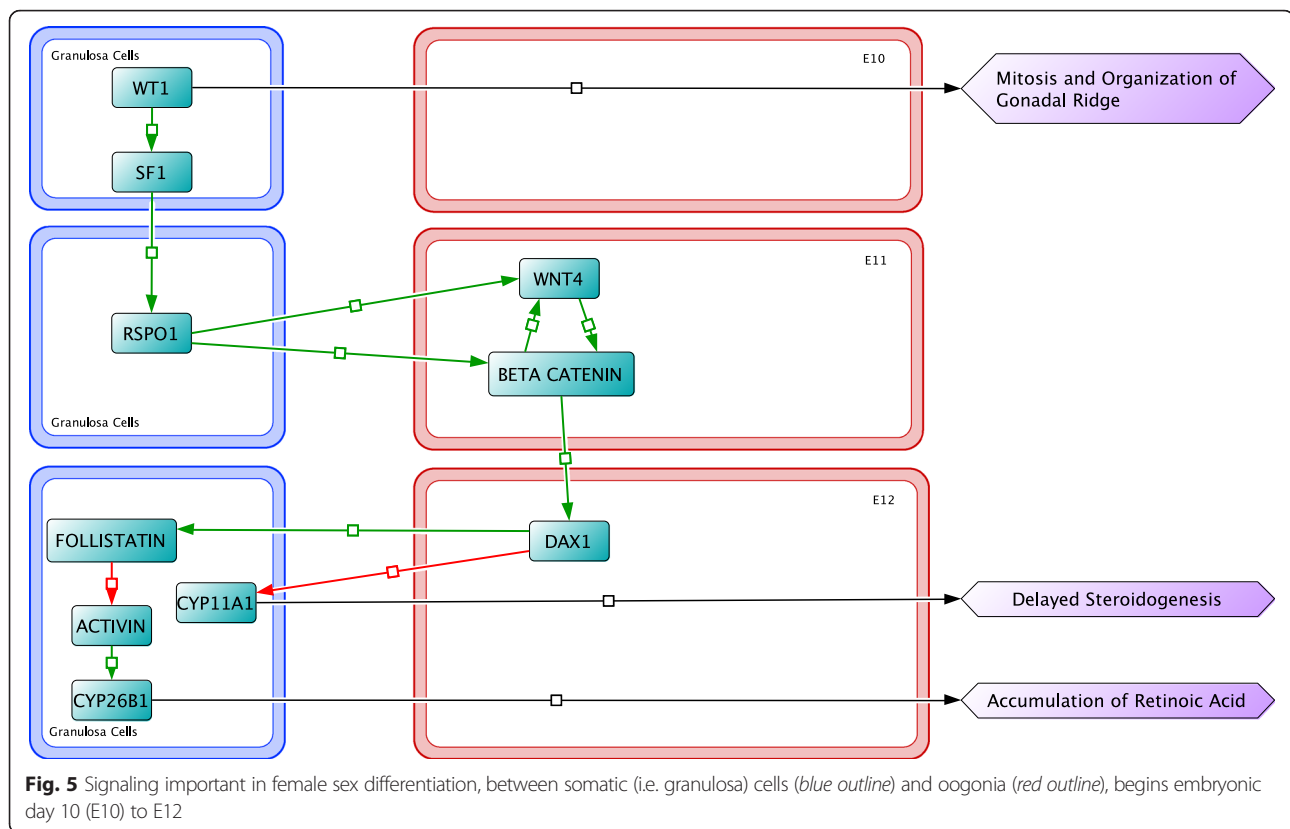 Granulosa Cells
WT1
SF1
E10
Mitosis and Organization of
Gonadal Ridge
RSPO1
Granulosa Cells
E11
WNT4
BETA CATENIN
E12
FOLLISTATIN
DAX1
CYP11A1
ACTIVIN
CYP26B1
Granulosa Cells
Delayed Steroidogenesis
Accumulation of Retinoic Acid
Fig. 5 Signaling important in female sex differentiation, between somatic (i.e. granulosa) cells (blue outline) and oogonia (red outline), begins embryonic
day 10 (E10) to E12